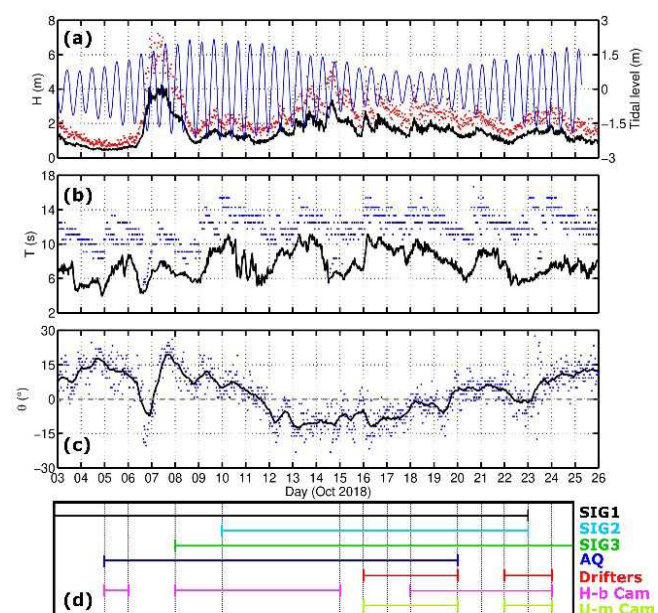 (a)
8
6
4
2
0
H (m)
3
1.5
0
-1.5
-3
Tidal level (m)
(b)
18
14
10
6
2
T (s)
30
15
0
-15
-30
θ (°)
(c)
03 04 05 06 07 08 09 10 11 12 13 14 15 16 17 18 19 20 21 22 23 24 25 26
Day (Oct 2018)
SIG1
SIG2
SIG3
AQ
Drifters
H-b Cam
U-m Cam
(d)